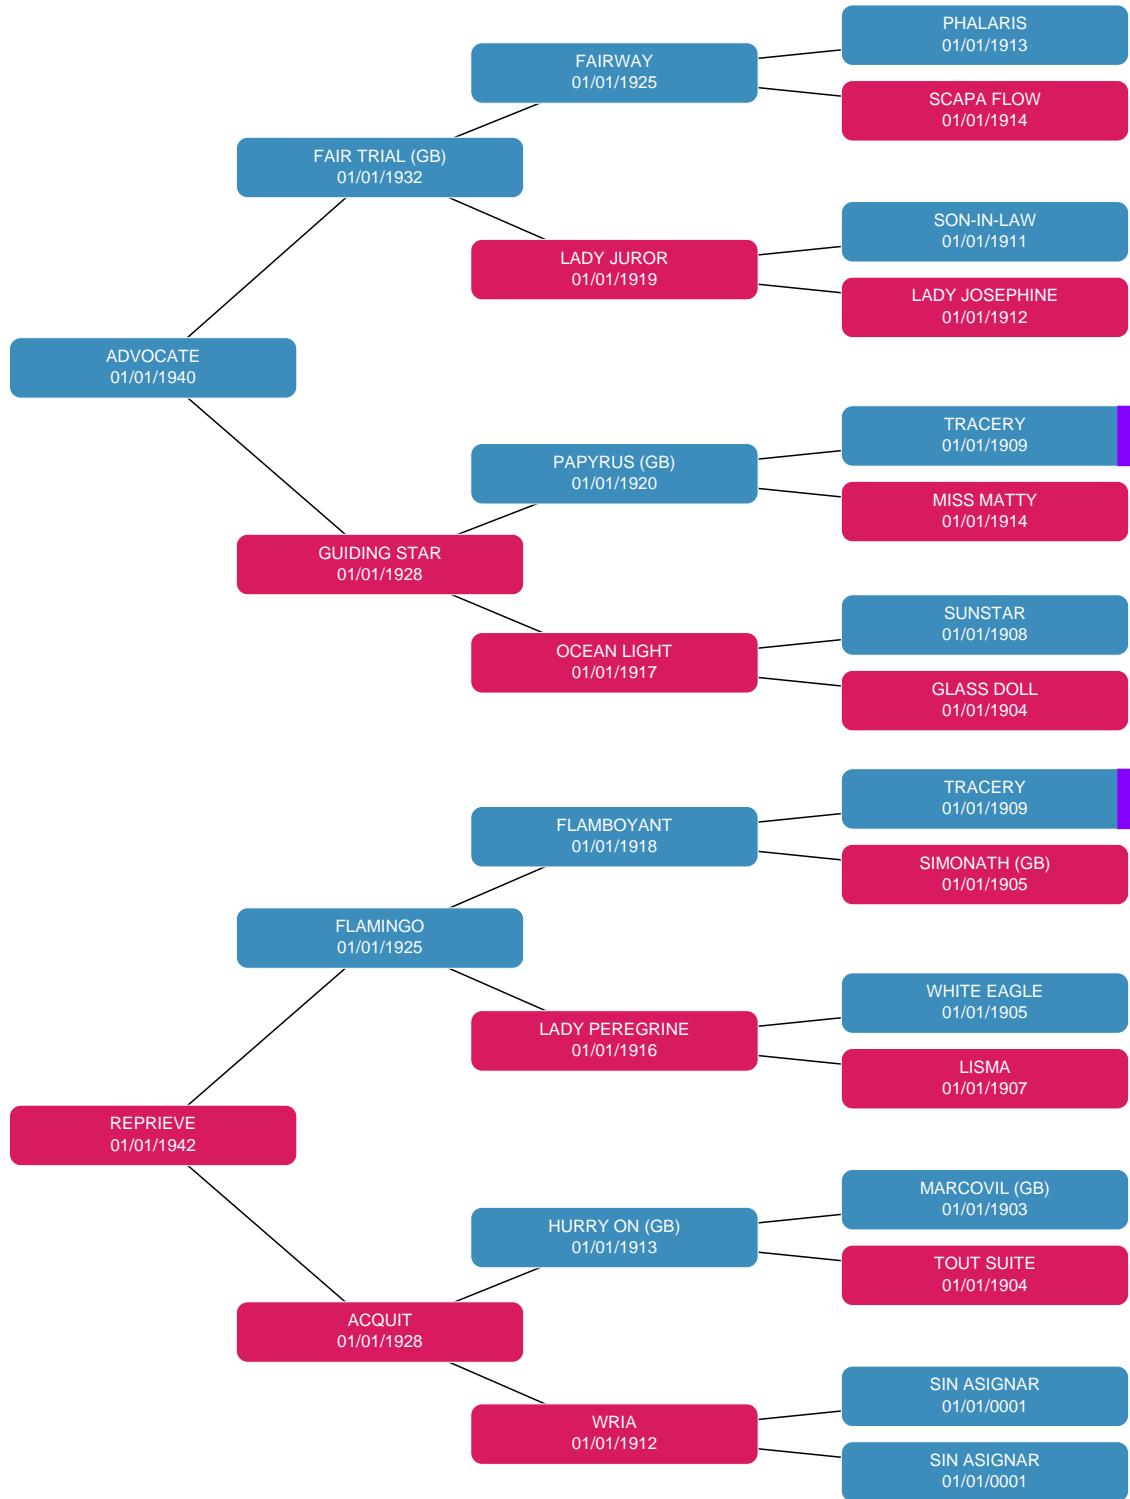 PHALARIS
01/01/1913
FAIRWAY
01/01/1925
SCAPA FLOW
01/01/1914
FAIR TRIAL (GB)
01/01/1932
SON-IN-LAW
01/01/1911
LADY JUROR
01/01/1919
LADY JOSEPHINE
01/01/1912
ADVOCATE
01/01/1940
TRACERY
01/01/1909
PAPYRUS (GB)
01/01/1920
MISS MATTY
01/01/1914
GUIDING STAR
01/01/1928
SUNSTAR
01/01/1908
OCEAN LIGHT
01/01/1917
GLASS DOLL
01/01/1904
TRACERY
01/01/1909
FLAMBOYANT
01/01/1918
SIMONATH (GB)
01/01/1905
FLAMINGO
01/01/1925
WHITE EAGLE
01/01/1905
LADY PEREGRINE
01/01/1916
LISMA
01/01/1907
REPRIEVE
01/01/1942
MARCOVIL (GB)
01/01/1903
HURRY ON (GB)
01/01/1913
TOUT SUITE
01/01/1904
ACQUIT
01/01/1928
SIN ASIGNAR
01/01/0001
WRIA
01/01/1912
SIN ASIGNAR
01/01/0001